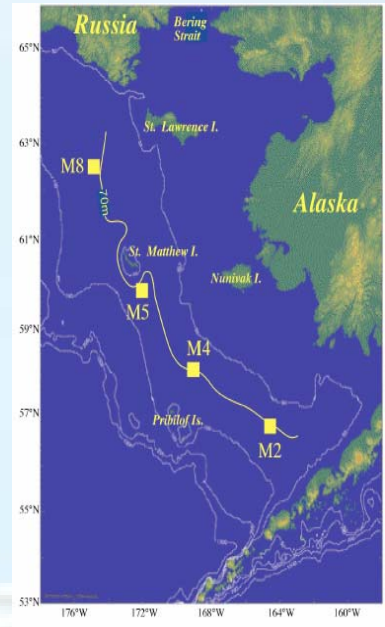 Russia
Bering
Strait
65°N
St. Lawrence I.
63°N
M8
70m
Alaska
61°N
St. Matthew I.
Nunivak I.
M5
59°N
M4
57°N
Pribilof Is.
M2
55°N
53°N
176°W
172°W
168°W
164°W
160°W